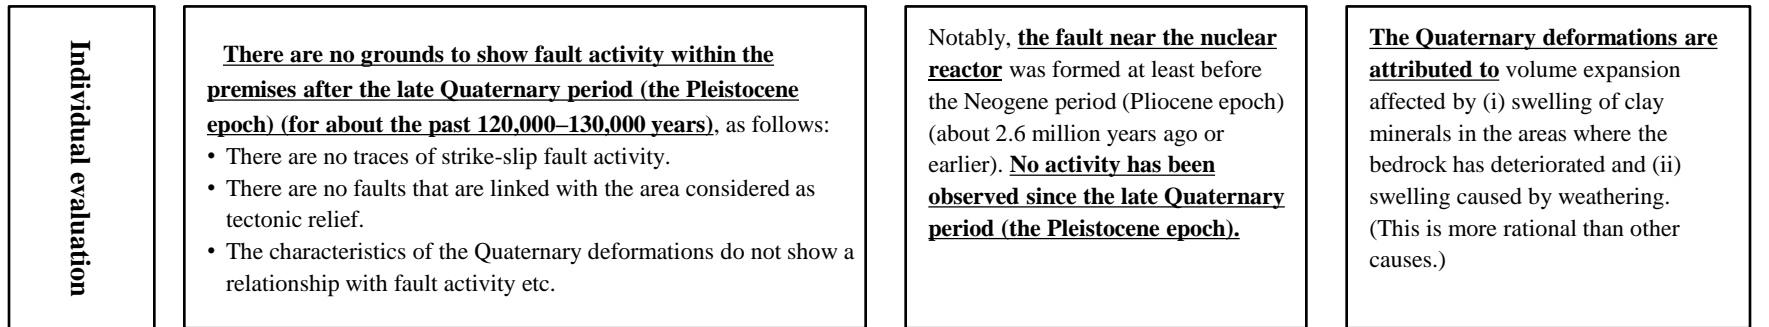 Individual evaluation
There are no grounds to show fault activity within the
premises after the late Quaternary period (the Pleistocene
epoch) (for about the past 120,000–130,000 years), as follows:
• There are no traces of strike-slip fault activity.
• There are no faults that are linked with the area considered as
tectonic relief.
• The characteristics of the Quaternary deformations do not show a
relationship with fault activity etc.
Notably, the fault near the nuclear
reactor was formed at least before
the Neogene period (Pliocene epoch)
(about 2.6 million years ago or
earlier). No activity has been
observed since the late Quaternary
period (the Pleistocene epoch).
The Quaternary deformations are
attributed to volume expansion
affected by (i) swelling of clay
minerals in the areas where the
bedrock has deteriorated and (ii)
swelling caused by weathering.
(This is more rational than other
causes.)